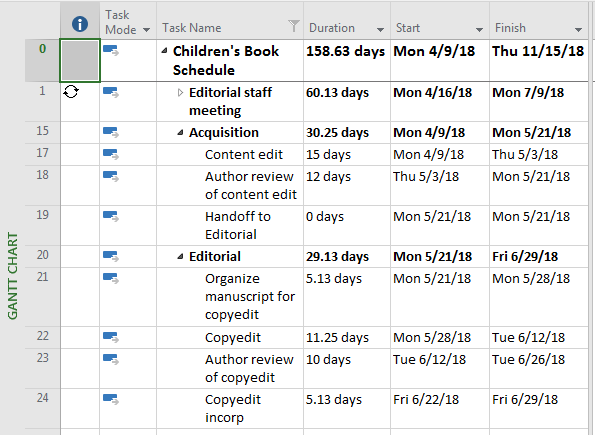 Task Mode Task Name Duration Start Finish
0 Children's Book Schedule 158.63 days Mon 4/9/18 Thu 11/15/18
1 Editorial staff meeting 60.13 days Mon 4/16/18 Mon 7/9/18
15 Acquisition 30.25 days Mon 4/9/18 Mon 5/21/18
17 Content edit 15 days Mon 4/9/18 Thu 5/3/18
18 Author review of content edit 12 days Thu 5/3/18 Mon 5/21/18
19 Handoff to Editorial 0 days Mon 5/21/18 Mon 5/21/18
20 Editorial 29.13 days Mon 5/21/18 Fri 6/29/18
21 Organize manuscript for copyedit 5.13 days Mon 5/21/18 Mon 5/28/18
22 Copyedit 11.25 days Mon 5/28/18 Tue 6/12/18
23 Author review of copyedit 10 days Tue 6/12/18 Tue 6/26/18
24 Copyedit incorp 5.13 days Fri 6/22/18 Fri 6/29/18
GANTT CHART